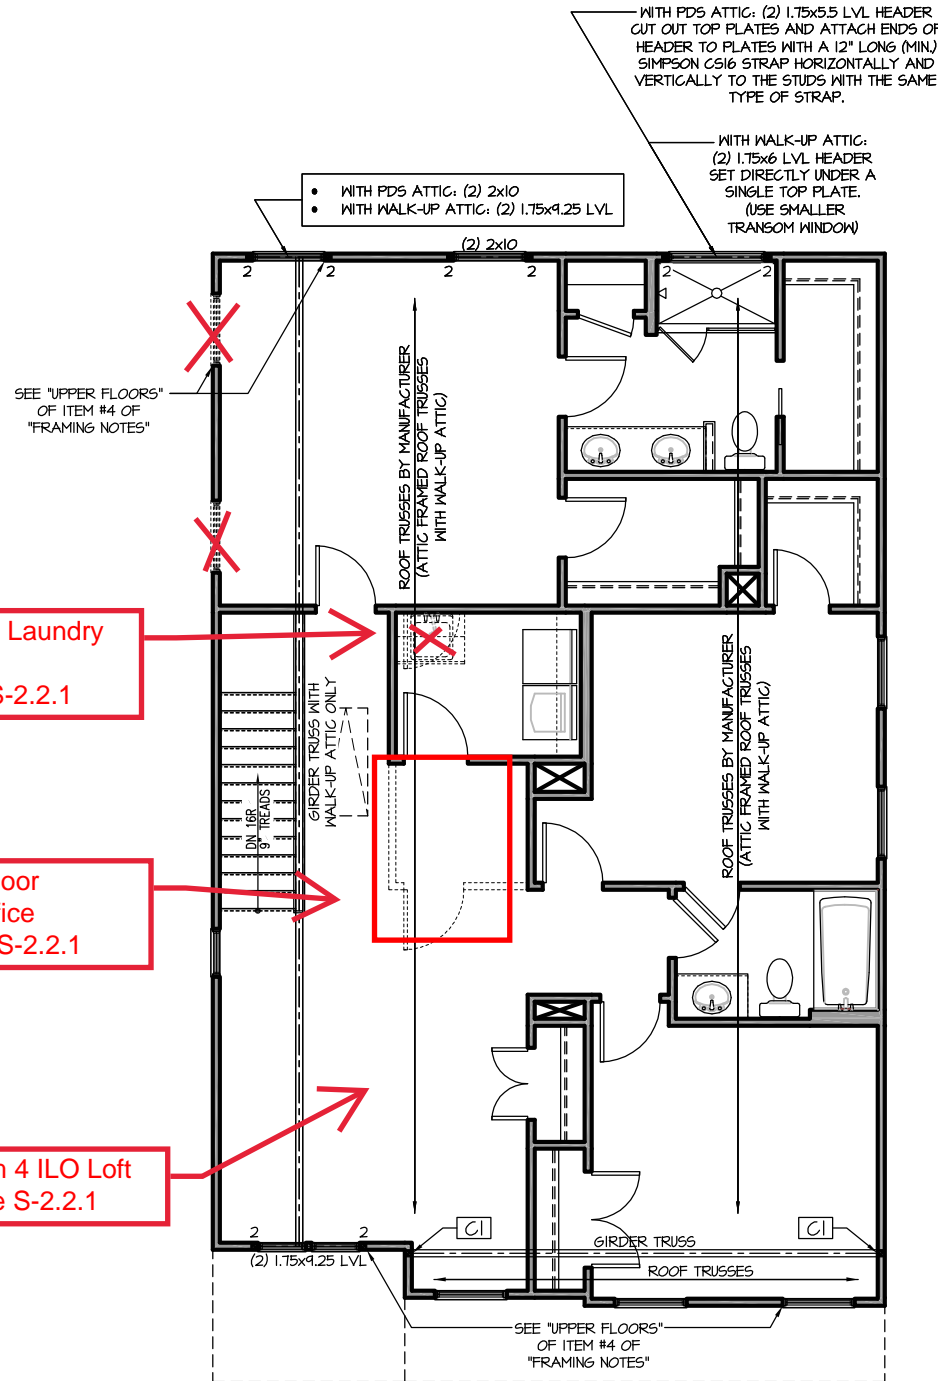 WITH PDS ATTIC: (2) 1.75x5.5 LVL HEADER
CUT OUT TOP PLATES AND ATTACH ENDS OF
HEADER TO PLATES WITH A 12" LONG (MIN.)
SIMPSON CS16 STRAP HORIZONTALLY AND
VERTICALLY TO THE STUDS WITH THE SAME
TYPE OF STRAP.
WITH WALK-UP ATTIC:
(2) 1.75x6 LVL HEADER
SET DIRECTLY UNDER A
SINGLE TOP PLATE.
(USE SMALLER
TRANSOM WINDOW)
• WITH PDS ATTIC: (2) 2x10
• WITH WALK-UP ATTIC: (2) 1.75x9.25 LVL
(2) 2x10
2 2 2 2 2 2
SEE "UPPER FLOORS"
OF ITEM #4 OF
"FRAMING NOTES"
ROOF TRUSSES BY MANUFACTURER
(ATTIC FRAMED ROOF TRUSSES
WITH WALK-UP ATTIC)
Laundry
S-2.2.1
GIRDER TRUSS WITH
WALK-UP ATTIC ONLY
ROOF TRUSSES BY MANUFACTURER
(ATTIC FRAMED ROOF TRUSSES
WITH WALK-UP ATTIC)
DN 16R
9" TREADS
oor
fice
S-2.2.1
n 4 ILO Loft
e S-2.2.1
2 2
(2) 1.75x9.25 LVL
C1
C1
GIRDER TRUSS
ROOF TRUSSES
SEE "UPPER FLOORS"
OF ITEM #4 OF
"FRAMING NOTES"